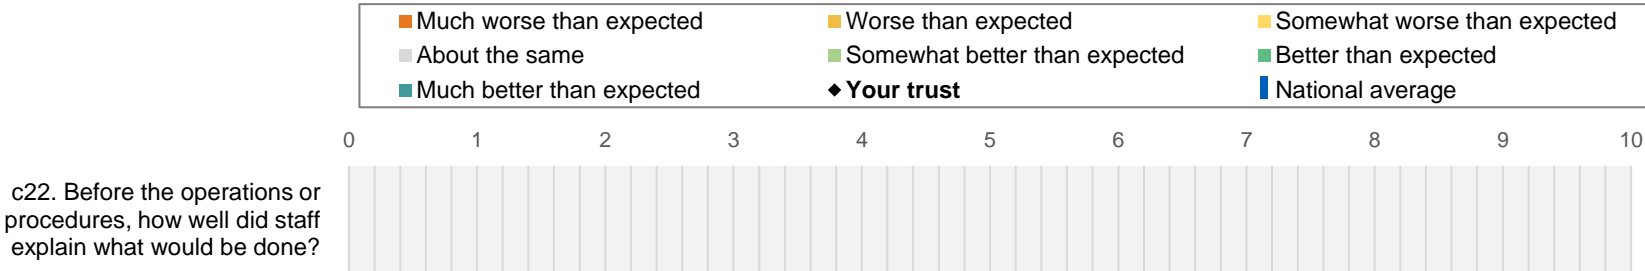 Much worse than expected Worse than expected Somewhat worse than expected
About the same Somewhat better than expected Better than expected
Much better than expected Your trust National average
0 1 2 3 4 5 6 7 8 9 10
c22. Before the operations or
procedures, how well did staff
explain what would be done?